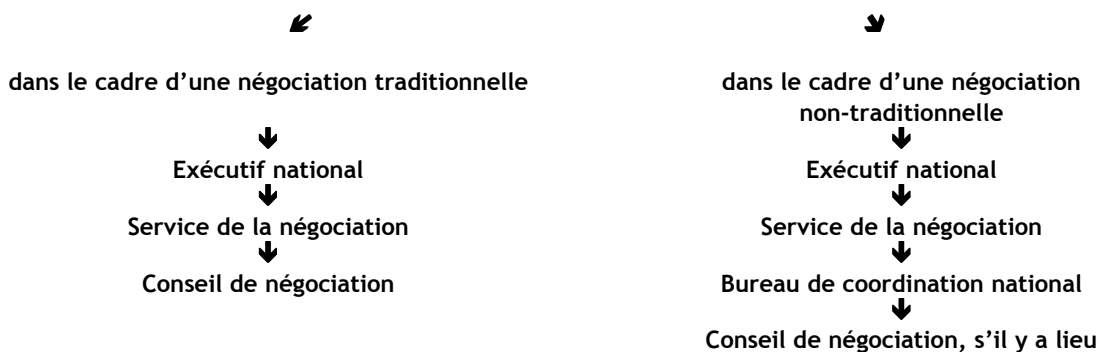 dans le cadre d’une négociation traditionnelle
Exécutif national
Service de la négociation
Conseil de négociation
dans le cadre d’une négociation
non-traditionnelle
Exécutif national
Service de la négociation
Bureau de coordination national
Conseil de négociation, s’il y a lieu